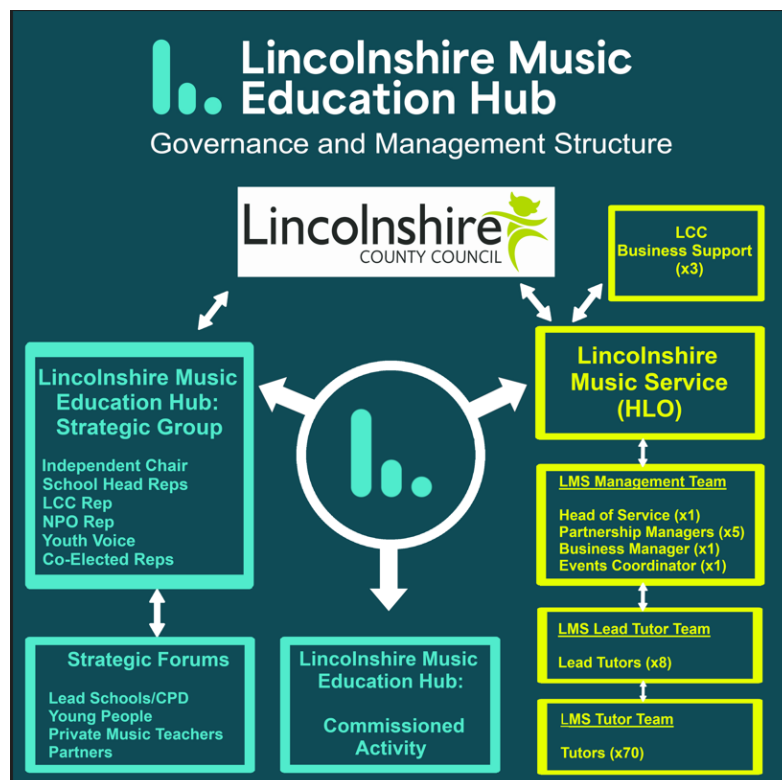 Lincolnshire Music
Education Hub
Governance and Management Structure
Lincolnshire
COUNTY COUNCIL
LCC
Business Support
(x3)
Lincolnshire Music
Education Hub:
Strategic Group
Independent Chair
School Head Reps
LCC Rep
NPO Rep
Youth Voice
Co-Elected Reps
Lincolnshire
Music Service
(HLO)
LMS Management Team
Head of Service (x1)
Partnership Managers (x5)
Business Manager (x1)
Events Coordinator (x1)
Strategic Forums
Lead Schools/CPD
Young People
Private Music Teachers
Partners
Lincolnshire Music
Education Hub:
Commissioned
Activity
LMS Lead Tutor Team
Lead Tutors (x8)
LMS Tutor Team
Tutors (x70)